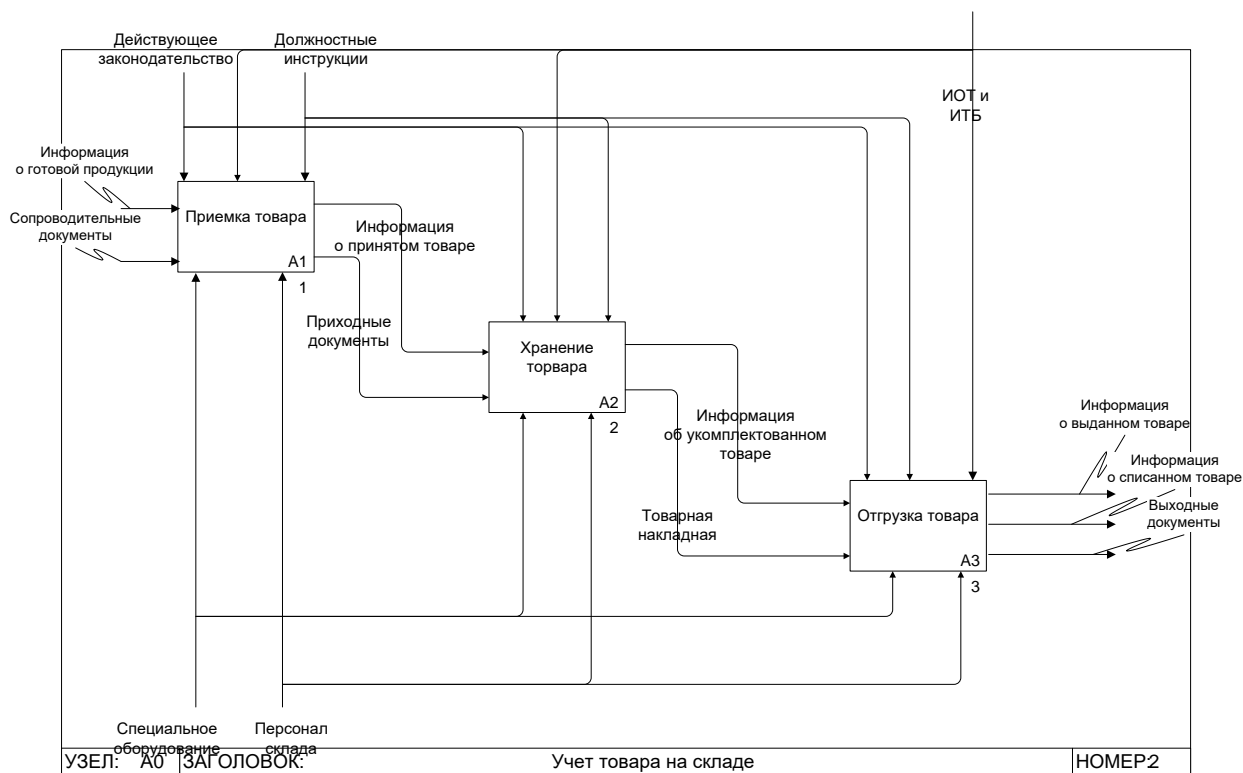 Действующее
законодательство
Должностные
инструкции
ИОТ и
ИТБ
Информация
о готовой продукции
Сопроводительные
документы
Приемка товара
А1
1
Информация
о принятом товаре
Приходные
документы
Хранение
торвара
А2
2
Информация
об укомплектованном
товаре
Товарная
накладная
Отгрузка товара
А3
3
Информация
о выданном товаре
Информация
о списанном товаре
Выходные
документы
Специальное
оборудование
Персонал
склада
УЗЕЛ: А0 ЗАГОЛОВОК: Учет товара на складе НОМЕР:2